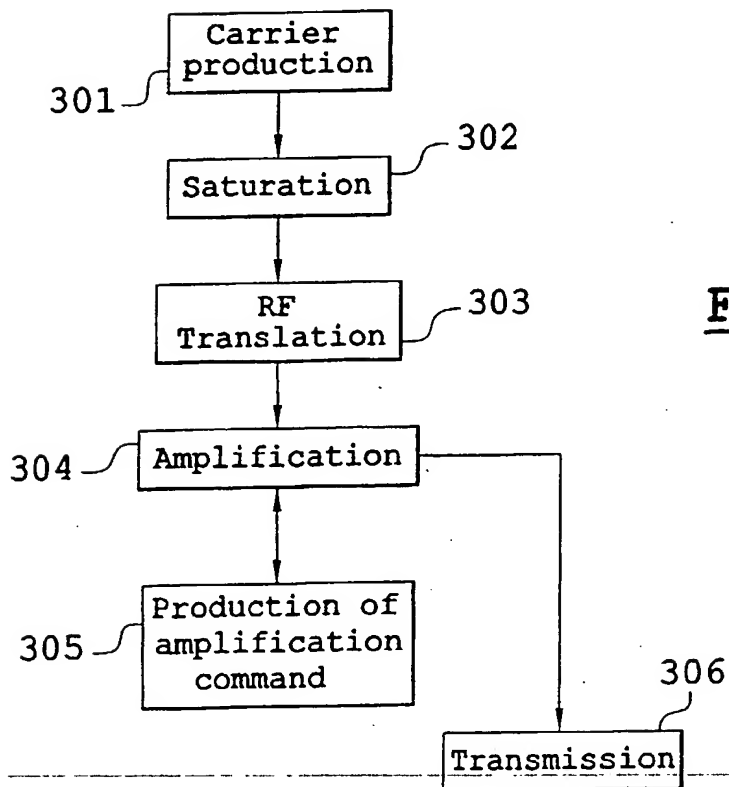 Carrier
production
301
302
Saturation
RF
Translation
303
F
304
Amplification
Production of
amplification
command
305
306
Transmission